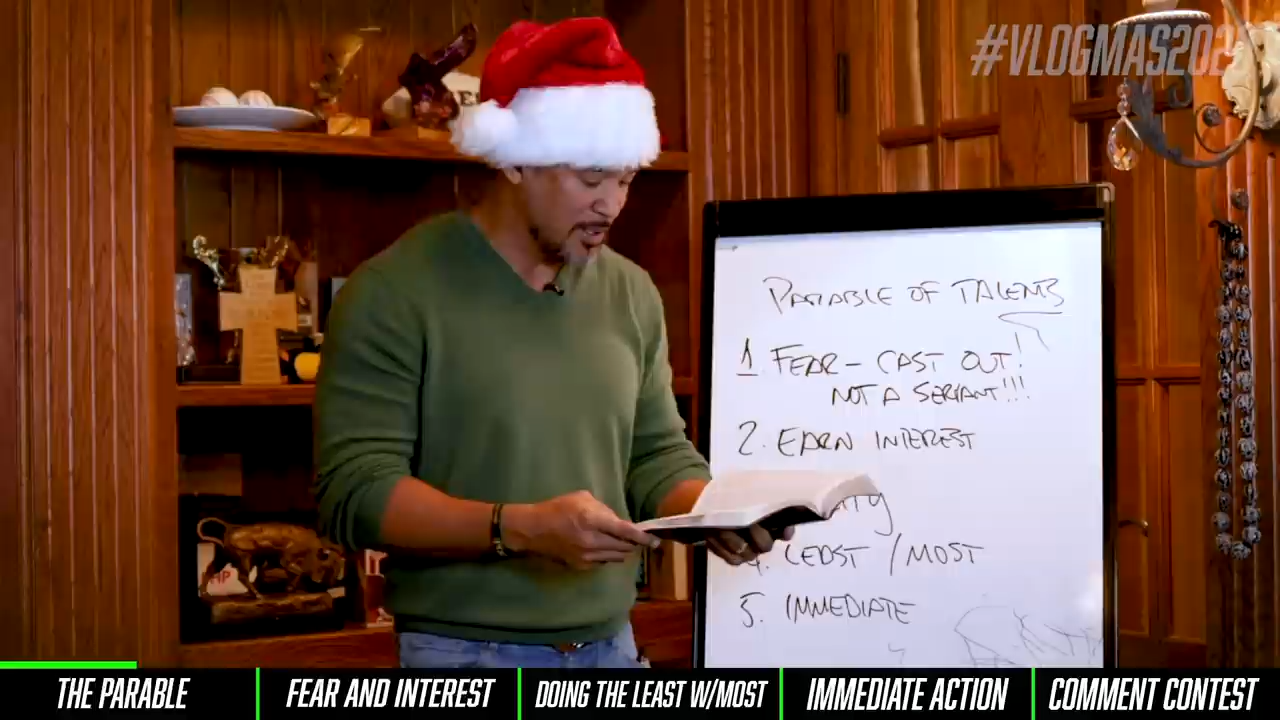 #VLOGMAS202
PARABLE OF TALENTS
1. FEAR - CAST OUT!
NOT A SERVANT!!!
2. EARN INTEREST
4. LEAST / MOST
5. IMMEDIATE
THE PARABLE
FEAR AND INTEREST
DOING THE LEAST W/MOST
IMMEDIATE ACTION
COMMENT CONTEST